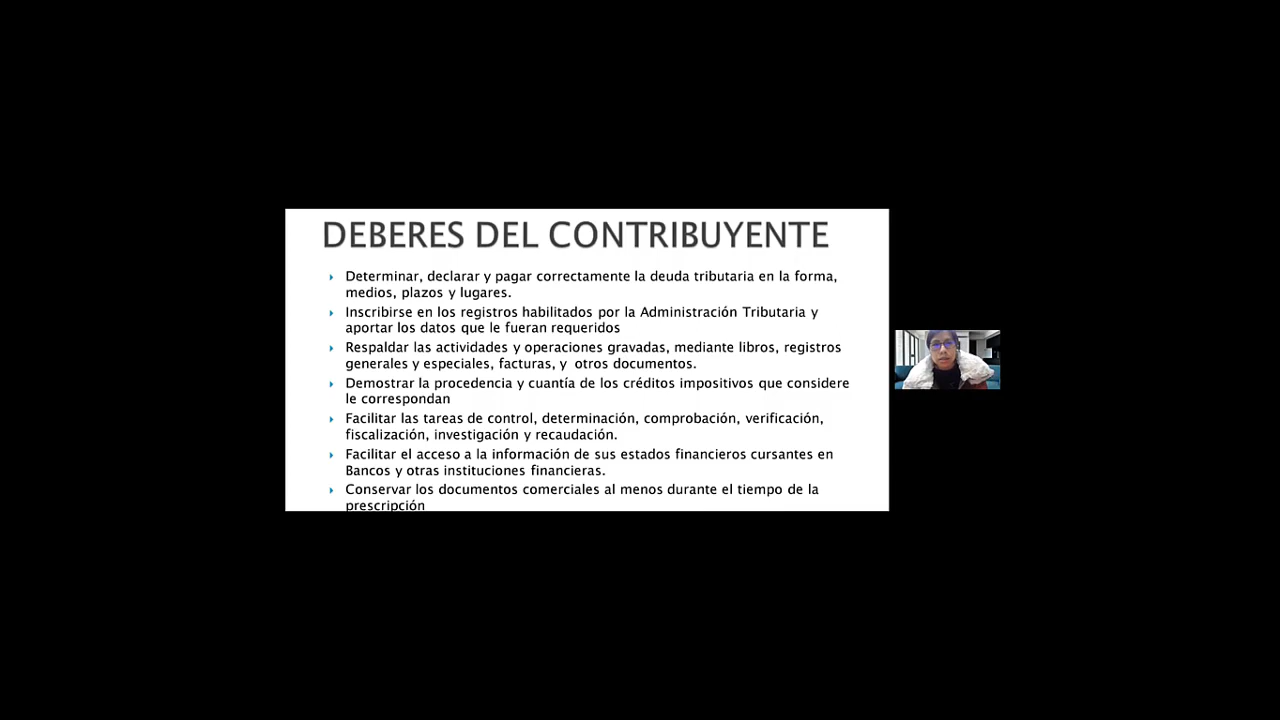 DEBERES DEL CONTRIBUYENTE
Determinar, declarar y pagar correctamente la deuda tributaria en la forma,
medios, plazos y lugares.
Inscribirse en los registros habilitados por la Administración Tributaria y
aportar los datos que le fueran requeridos
Respaldar las actividades y operaciones gravadas, mediante libros, registros
generales y especiales, facturas, y otros documentos.
Demostrar la procedencia y cuantía de los créditos impositivos que considere
le correspondan
Facilitar las tareas de control, determinación, comprobación, verificación,
fiscalización, investigación y recaudación.
Facilitar el acceso a la información de sus estados financieros cursantes en
Bancos y otras instituciones financieras.
Conservar los documentos comerciales al menos durante el tiempo de la
prescripción